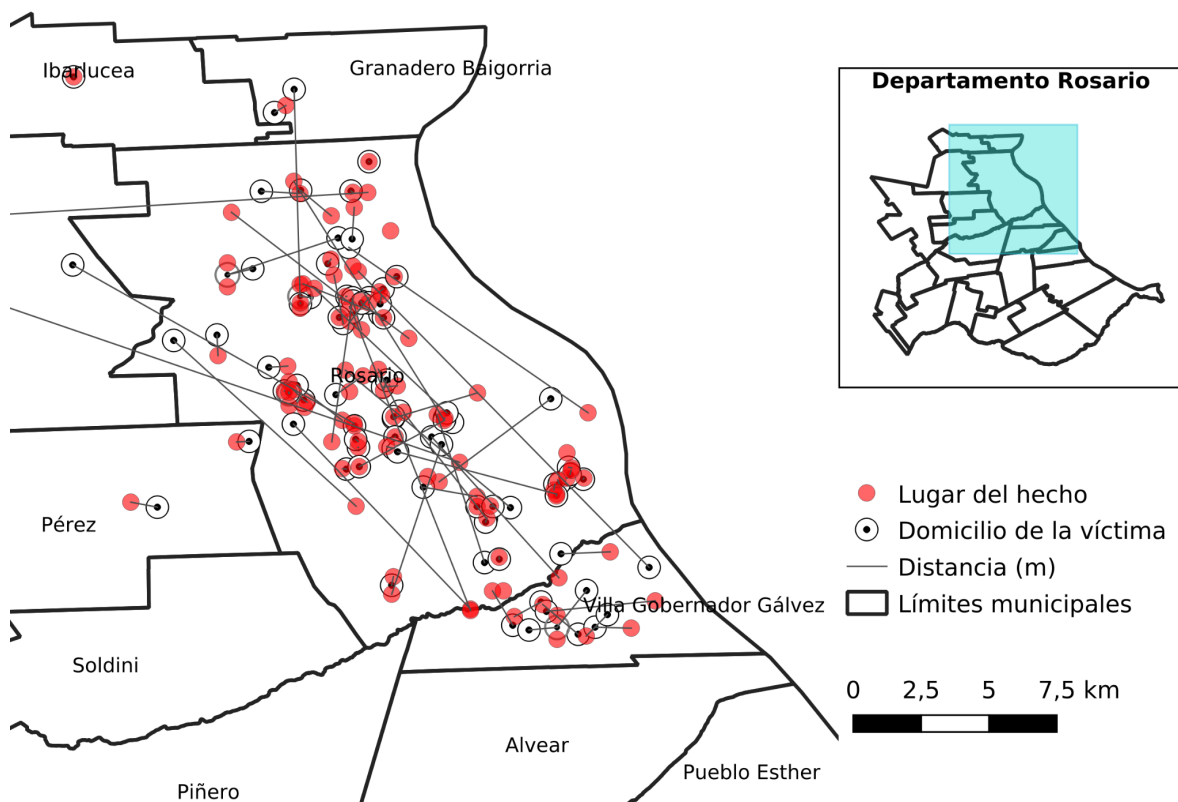 Ibarlucea
Granadero Baigorria
Rosario
Pérez
Villa Gobernador Gálvez
Soldini
Alvear
Piñero
Pueblo Esther
Departamento Rosario
Lugar del hecho
Domicilio de la víctima
Distancia (m)
Límites municipales
0 2,5 5 7,5 km